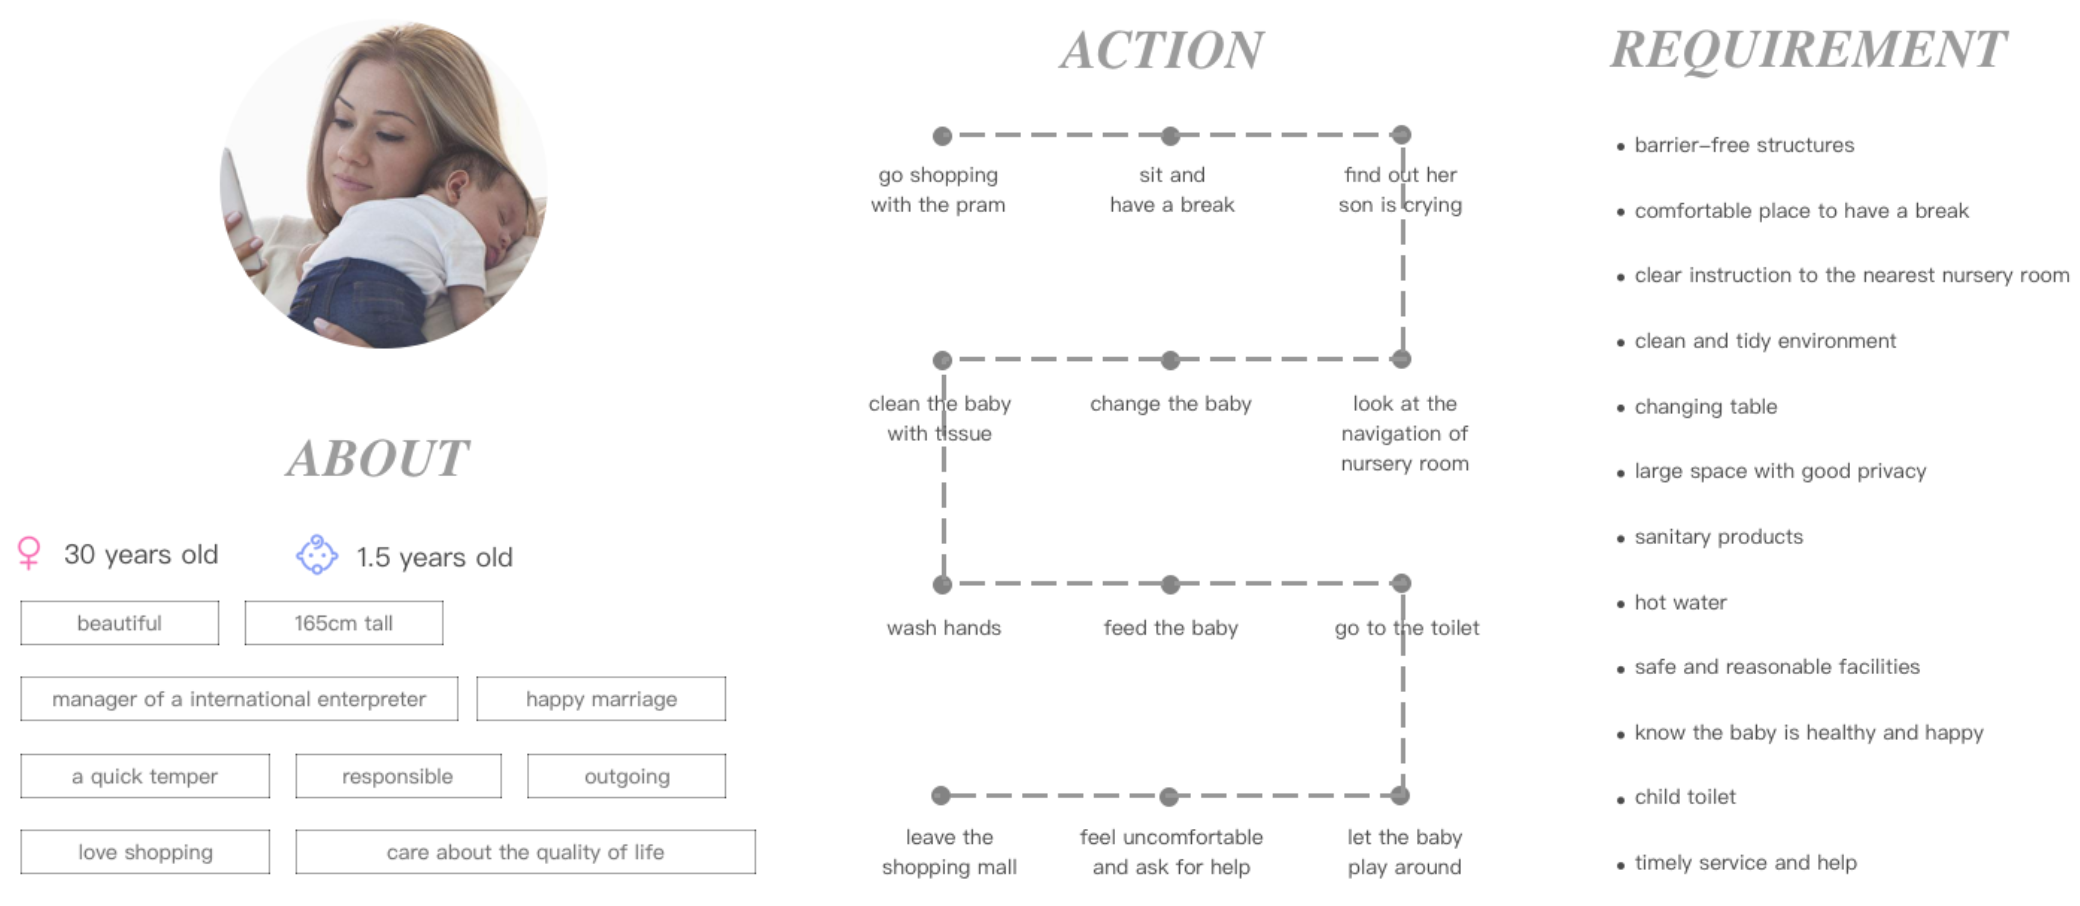 ABOUT
30 years old
1.5 years old
beautiful
165cm tall
manager of a international enterpreter
happy marriage
a quick temper
responsible
outgoing
love shopping
care about the quality of life
ACTION
go shopping
with the pram
sit and
have a break
find out her
son is crying
look at the
navigation of
nursery room
change the baby
clean the baby
with tissue
wash hands
feed the baby
go to the toilet
let the baby
play around
feel uncomfortable
and ask for help
leave the
shopping mall
REQUIREMENT
• barrier–free structures
• comfortable place to have a break
• clear instruction to the nearest nursery room
• clean and tidy environment
• changing table
• large space with good privacy
• sanitary products
• hot water
• safe and reasonable facilities
• know the baby is healthy and happy
• child toilet
• timely service and help